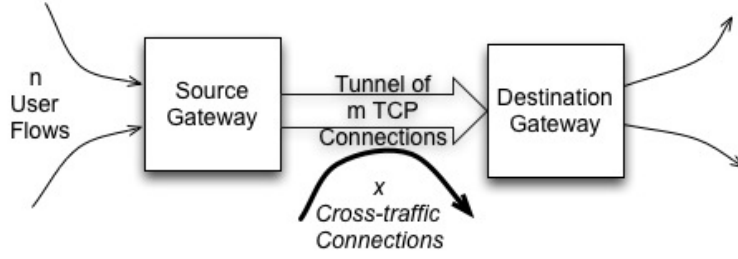 n
User
Flows
Source
Gateway
Tunnel of
m TCP
Connections
x
Cross-traffic
Connections
Destination
Gateway